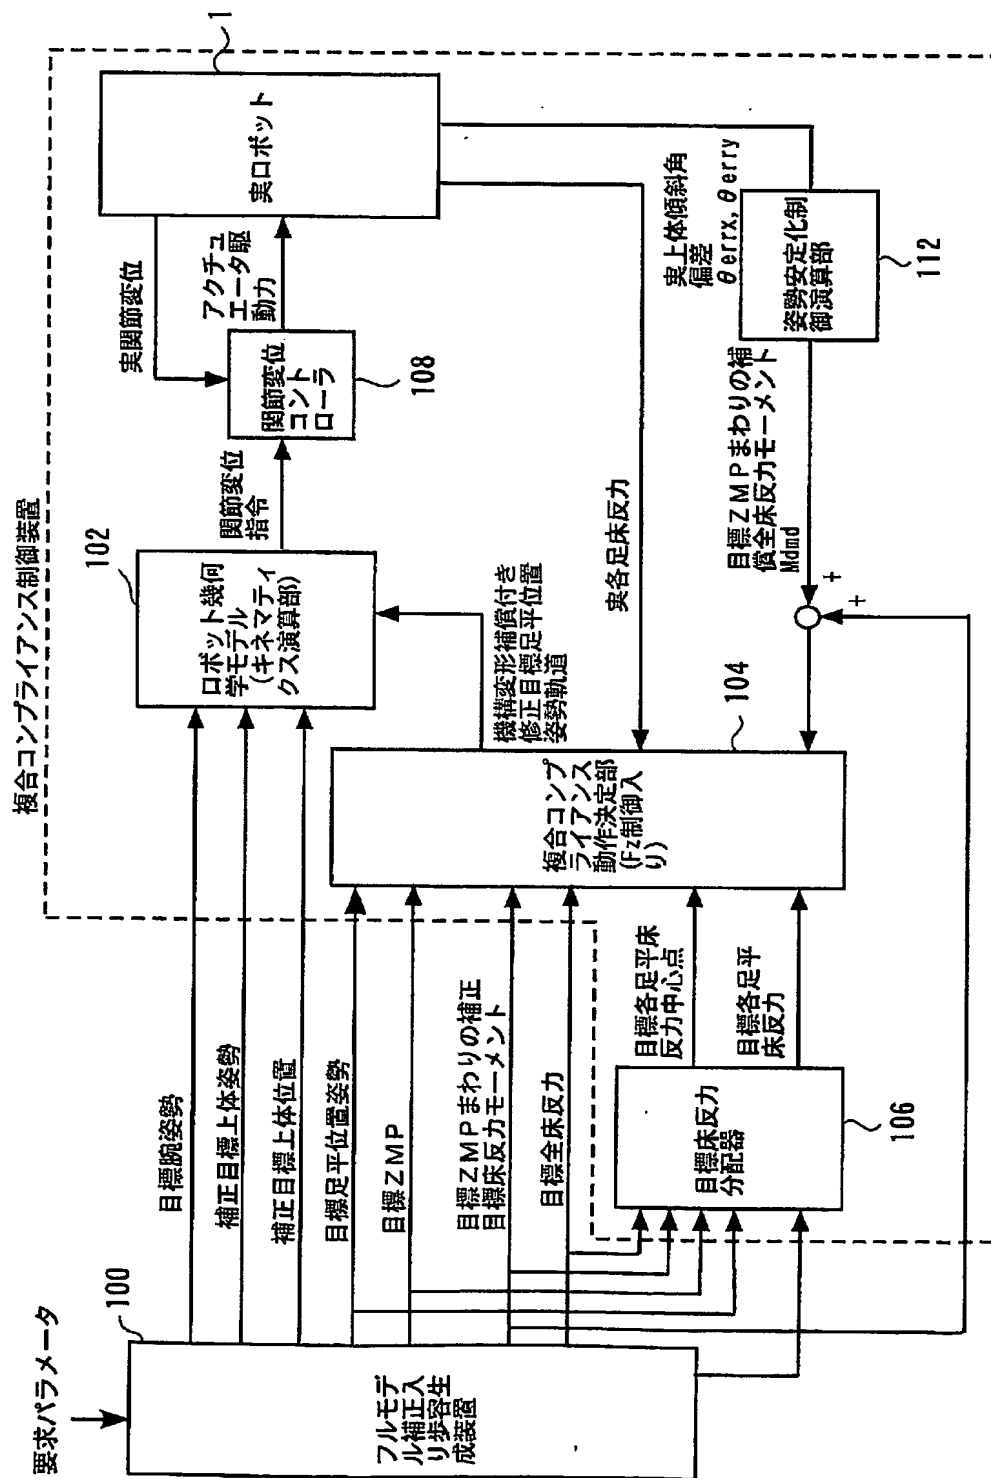 要求パラメータ
100
フルモデ
ル補正入
り歩容生
成装置
目標腕姿勢
補正目標上体姿勢
補正目標上体位置
目標足平位置姿勢
目標ZMP
目標ZMPまわりの補正
目標床反力モーメント
目標全床反力
目標床反力
分配器
106
目標各足平床
反力中心点
目標各足平
床反力
複合コンプライアンス制御装置
複合コンプ
ライアンス
動作決定部
(Fz制御入
り)
104
機構変形補償付き
修正目標足平位置
姿勢軌道
102
ロボット幾何
学モデル
(キネマティ
クス演算部)
関節変位
指令
関節変位
コント
ローラ
108
実関節変位
アクチュ
エータ駆
動力
実ロボット
1
実各足床反力
実上体傾斜角
偏差
θerrx, θerry
姿勢安定化制
御演算部
112
目標ZMPまわりの補
償全床反力モーメント
Mdmd
+
+